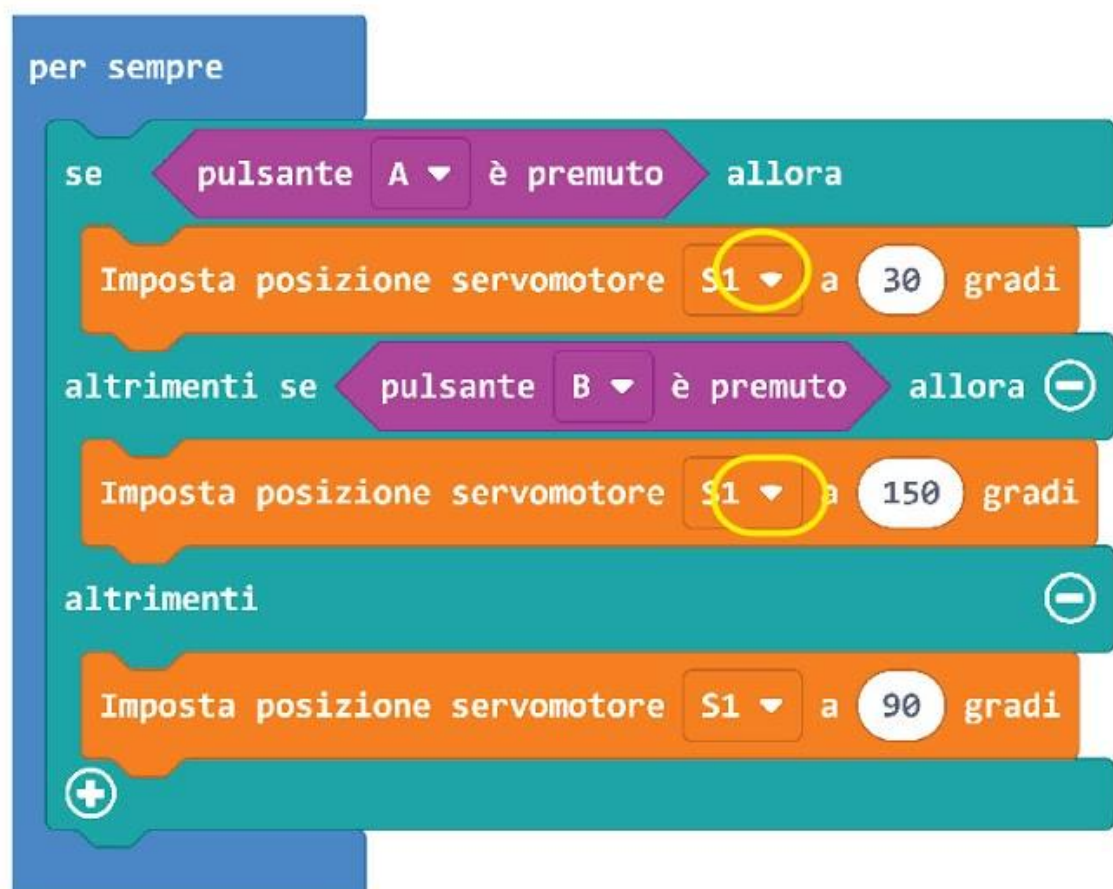 per sempre
se pulsante A è premuto allora
Imposta posizione servomotore S1 a 30 gradi
altrimenti se pulsante B è premuto allora
Imposta posizione servomotore S1 a 150 gradi
altrimenti
Imposta posizione servomotore S1 a 90 gradi